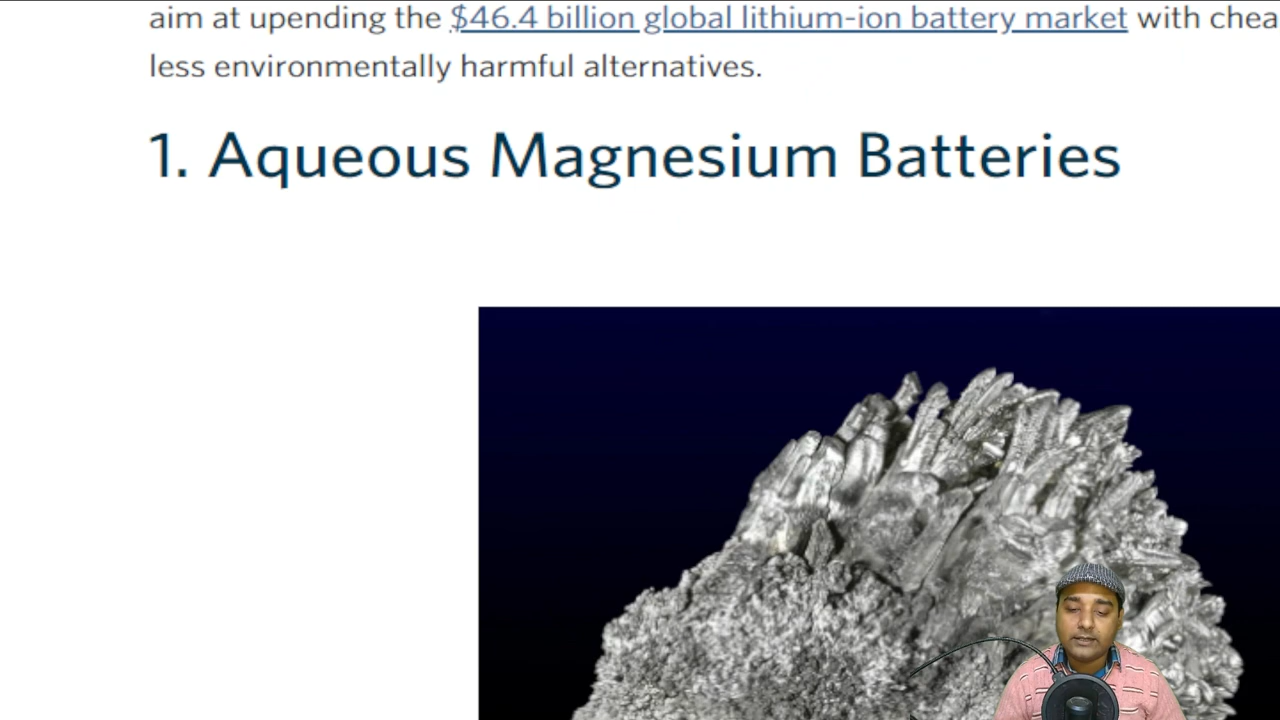 aim at upending the $46.4 billion global lithium-ion battery market with chea
less environmentally harmful alternatives.
1. Aqueous Magnesium Batteries